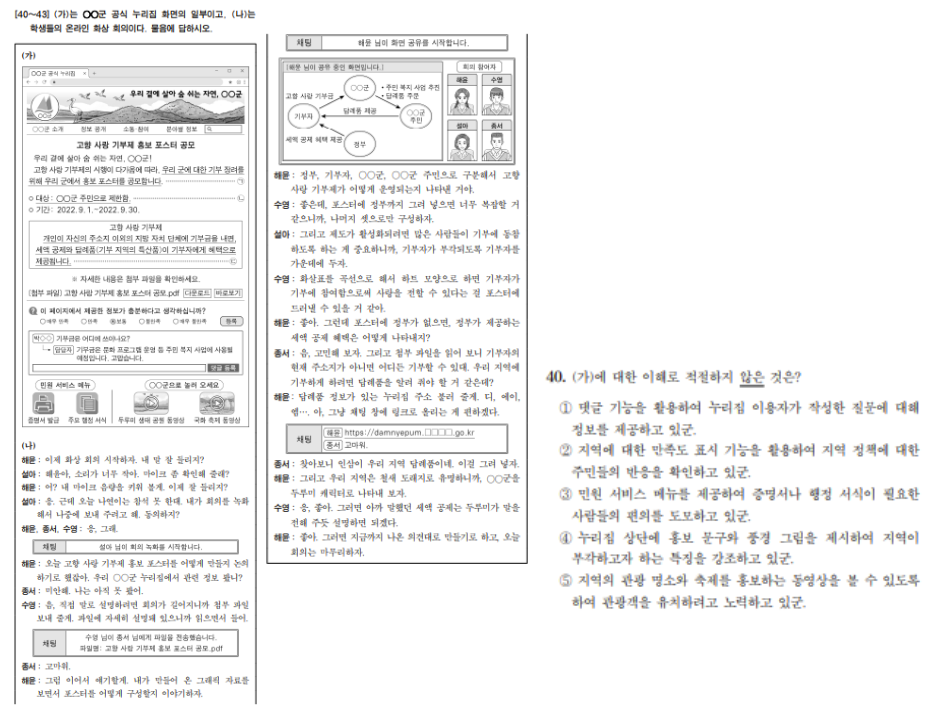 [40~43] (가)는 ○○군 공식 누리집 화면의 일부이고, (나)는
학생들의 온라인 화상 회의이다. 물음에 답하시오.
(가)
○○군 공식 누리집
우리 곁에 살아 숨 쉬는 자연, ○○군
○○군 소개 정보 공개 소통·참여 분야별 정보
고향 사랑 기부제 홍보 포스터 공모
우리 곁에 살아 숨 쉬는 자연, ○○군!
고향 사랑 기부제의 시행이 다가옴에 따라, 우리 군에 대한 기부 장려를
위해 우리 군에서 홍보 포스터를 공모합니다. ㉠
○ 대상: ○○군 주민으로 제한함. ㉡
○ 기간: 2022.9.1.~2022.9.30.
고향 사랑 기부제
개인이 자신의 주소지 이외의 지방 자치 단체에 기부금을 내면,
세액 공제와 답례품(기부 지역의 특산품)이 기부자에게 혜택으로
제공됩니다. ㉢
※ 자세한 내용은 첨부 파일을 확인하세요.
(첨부 파일) 고향 사랑 기부제 홍보 포스터 공모.pdf 다운로드 바로보기
이 페이지에서 제공한 정보가 충분하다고 생각하십니까?
○매우 만족 ○만족 ◉보통 ○불만족 ○매우 불만족 등록
박◇◇ 기부금은 어디에 쓰이나요?
담당자 기부금은 문화 프로그램 운영 등 주민 복지 사업에 사용될
예정입니다. 고맙습니다.
댓글 등록
민원 서비스 메뉴 ○○군으로 놀러 오세요
증명서 발급 주요 행정 서식 두루미 생태 공원 동영상 국화 축제 동영상
(나)
해윤: 이제 화상 회의 시작하자. 내 말 잘 들리지?
설아: 해윤아, 소리가 너무 작아. 마이크 좀 확인해 줄래?
해윤: 어? 내 마이크 음량을 키워 볼게. 이제 잘 들리지?
설아: 응. 근데 오늘 나연이는 참석 못 한대. 내가 회의를 녹화
해서 나중에 보내 주려고 해. 동의하지?
해윤, 종서, 수영: 응, 그래.
채팅 설아 님이 회의 녹화를 시작합니다.
해윤: 오늘 고향 사랑 기부제 홍보 포스터를 어떻게 만들지 논의
하기로 했잖아. 우리 ○○군 누리집에서 관련 정보 봤니?
종서: 미안해. 나는 아직 못 봤어.
수영: 음, 직접 말로 설명하려면 회의가 길어지니까 첨부 파일
보내 줄게. 파일에 자세히 설명돼 있으니까 읽으면서 들어.
채팅 수영 님이 종서 님에게 파일을 전송했습니다.
파일명: 고향 사랑 기부제 홍보 포스터 공모.pdf
종서: 고마워.
해윤: 그럼 이어서 얘기할게. 내가 만들어 온 그래픽 자료를
보면서 포스터를 어떻게 구성할지 이야기하자.
채팅 해윤 님이 화면 공유를 시작합니다.
[해윤 님이 공유 중인 화면입니다.] 회의 참여자
○○군
• 주민 복지 사업 추진
• 답례품 주문
고향 사랑 기부금
기부자
답례품 제공
○○군
주민
세액 공제 혜택 제공
정부
해윤 수영
설아 종서
해윤: 정부, 기부자, ○○군, ○○군 주민으로 구분해서 고향
사랑 기부제가 어떻게 운영되는지 나타낸 거야.
수영: 좋은데, 포스터에 정부까지 그려 넣으면 너무 복잡할 거
같으니까, 나머지 셋으로만 구성하자.
설아: 그리고 제도가 활성화되려면 많은 사람들이 기부에 동참
하도록 하는 게 중요하니까, 기부자가 부각되도록 기부자를
가운데에 두자.
수영: 화살표를 곡선으로 해서 하트 모양으로 하면 기부자가
기부에 참여함으로써 사랑을 전할 수 있다는 걸 포스터에
드러낼 수 있을 거 같아.
해윤: 좋아. 그런데 포스터에 정부가 없으면, 정부가 제공하는
세액 공제 혜택은 어떻게 나타내지?
종서: 음, 고민해 보자. 그리고 첨부 파일을 읽어 보니 기부자의
현재 주소지가 아니면 어디든 기부할 수 있대. 우리 지역에
기부하게 하려면 답례품을 알려 줘야 할 거 같은데?
해윤: 답례품 정보가 있는 누리집 주소 불러 줄게. 디, 에이,
엠…. 아, 그냥 채팅 창에 링크로 올리는 게 편하겠다.
채팅 해윤 https://damnyepum.□□□□.go.kr
종서 고마워.
종서: 찾아보니 인삼이 우리 지역 답례품이네. 이걸 그려 넣자.
해윤: 그리고 우리 지역은 철새 도래지로 유명하니까, ○○군을
두루미 캐릭터로 나타내 보자.
수영: 응, 좋아. 그러면 아까 말했던 세액 공제는 두루미가 말을
전해 주듯 설명하면 되겠다.
해윤: 좋아. 그러면 지금까지 나온 의견대로 만들기로 하고, 오늘
회의는 마무리하자.
40. (가)에 대한 이해로 적절하지 않은 것은?
① 댓글 기능을 활용하여 누리집 이용자가 작성한 질문에 대해
정보를 제공하고 있군.
② 지역에 대한 만족도 표시 기능을 활용하여 지역 정책에 대한
주민들의 반응을 확인하고 있군.
③ 민원 서비스 메뉴를 제공하여 증명서나 행정 서식이 필요한
사람들의 편의를 도모하고 있군.
④ 누리집 상단에 홍보 문구와 풍경 그림을 제시하여 지역이
부각하고자 하는 특징을 강조하고 있군.
⑤ 지역의 관광 명소와 축제를 홍보하는 동영상을 볼 수 있도록
하여 관광객을 유치하려고 노력하고 있군.